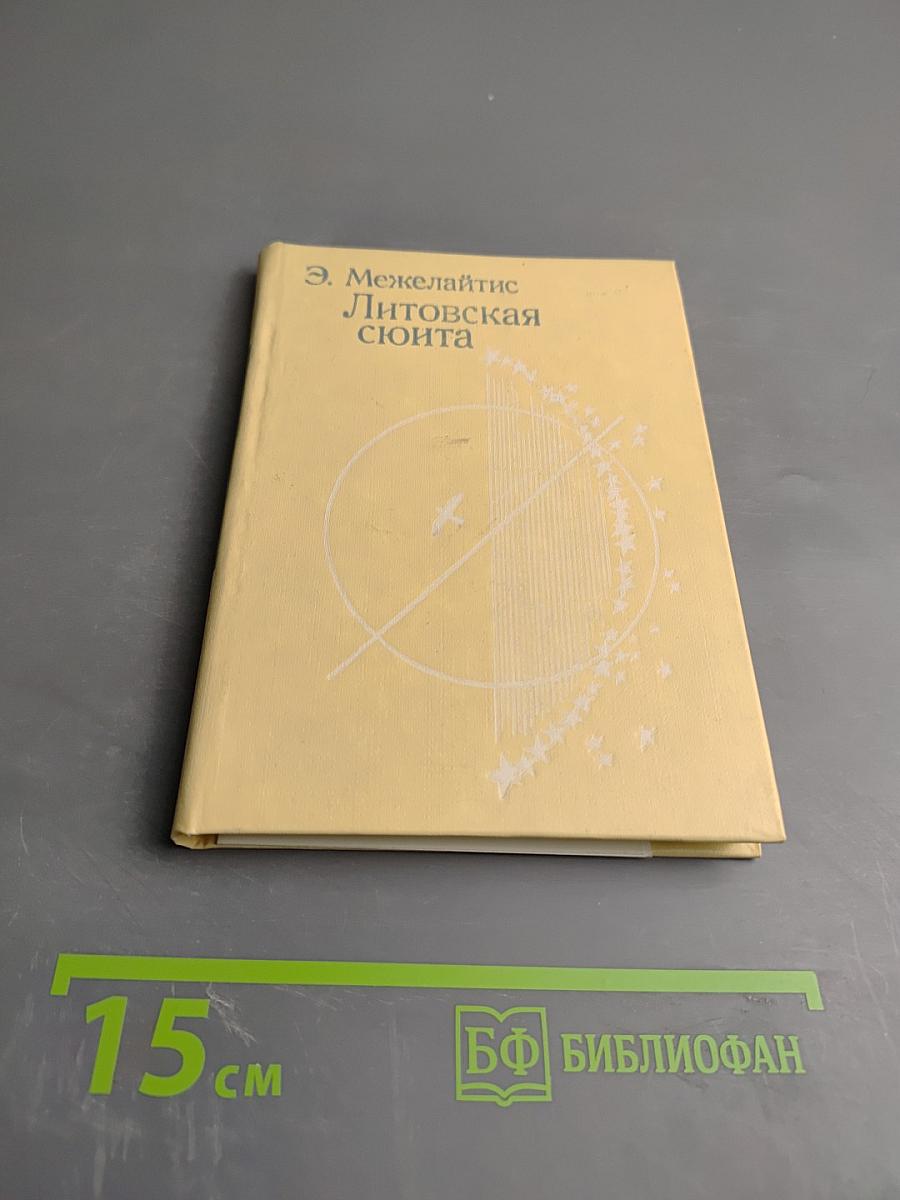 Э. Межелайтис
Литовская
сюита
15 см
БФ БИБЛИОФАН